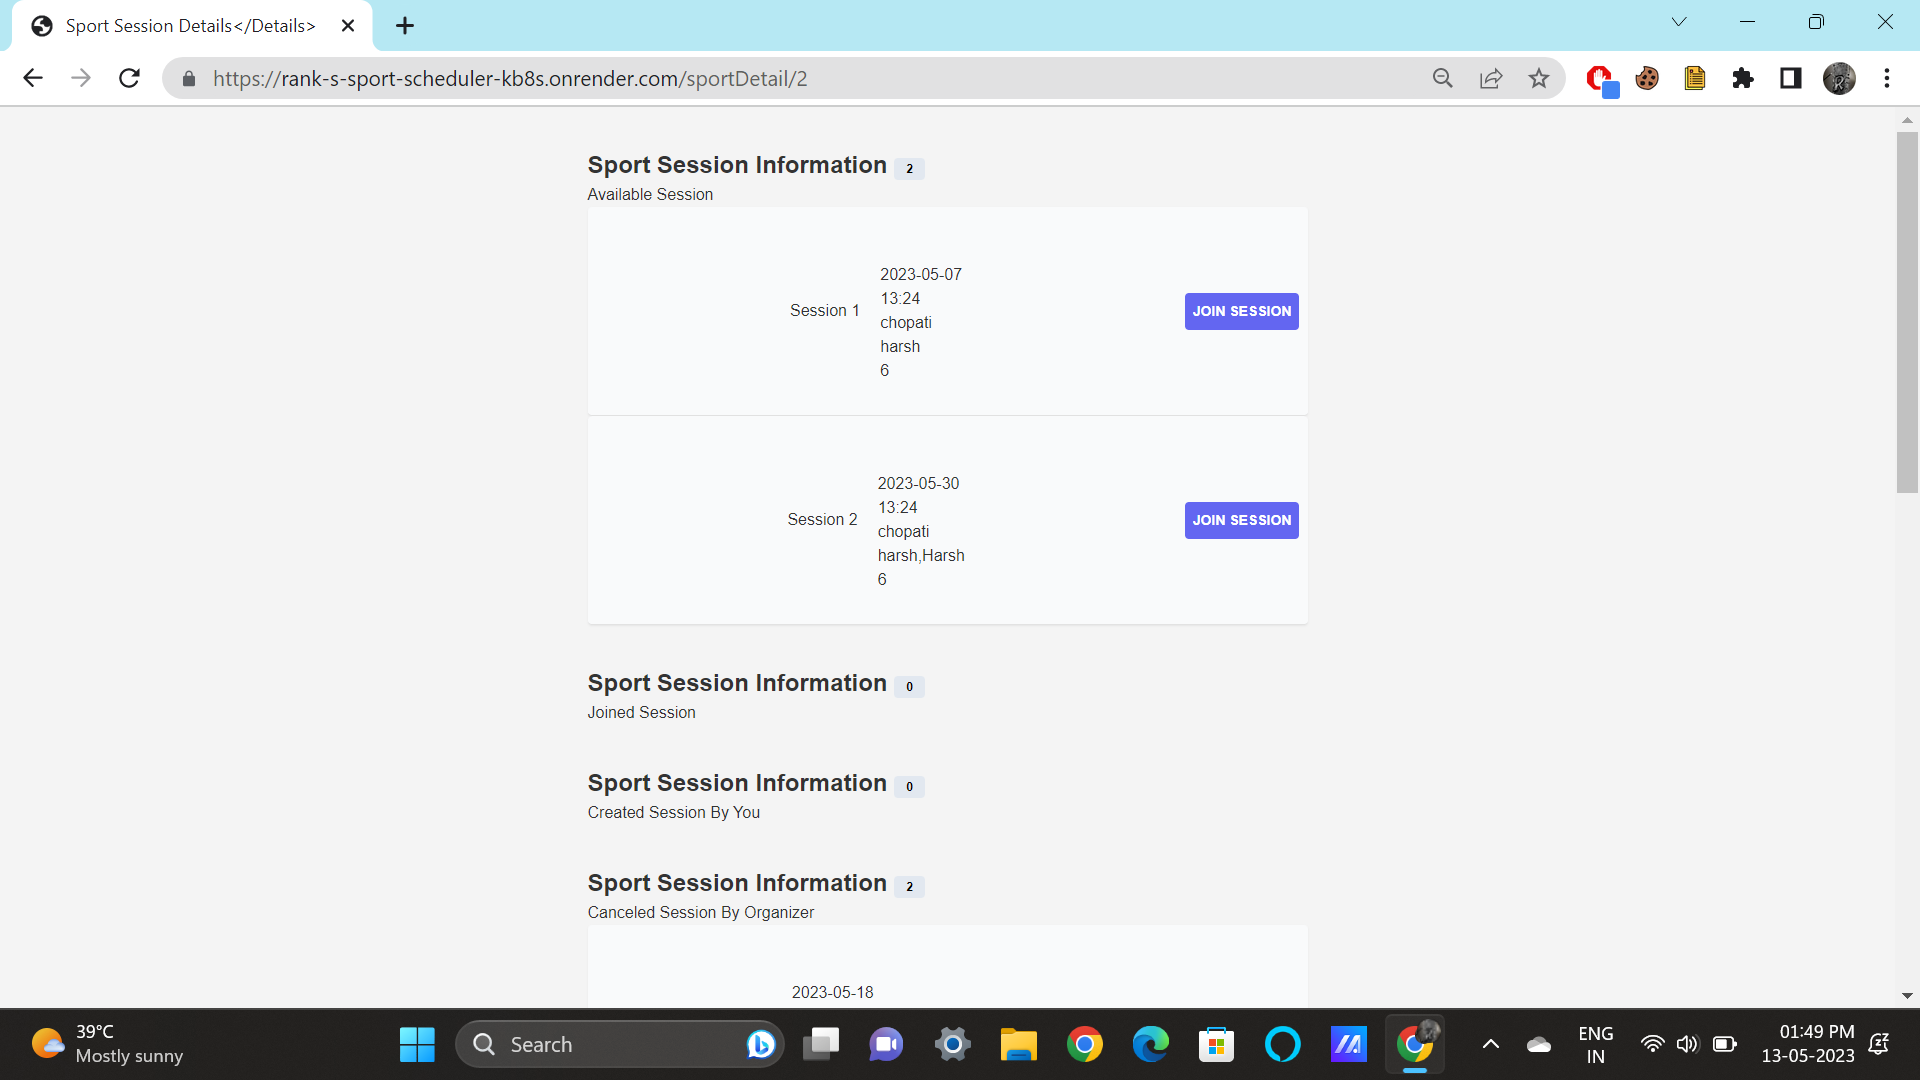 Sport Session Details</Details>
https://rank-s-sport-scheduler-kb8s.onrender.com/sportDetail/2
Sport Session Information 2
Available Session
Session 1
2023-05-07
13:24
chopati
harsh
6
JOIN SESSION
Session 2
2023-05-30
13:24
chopati
harsh,Harsh
6
JOIN SESSION
Sport Session Information 0
Joined Session
Sport Session Information 0
Created Session By You
Sport Session Information 2
Canceled Session By Organizer
2023-05-18
39°C
Mostly sunny
Search
ENG
IN
01:49 PM
13-05-2023